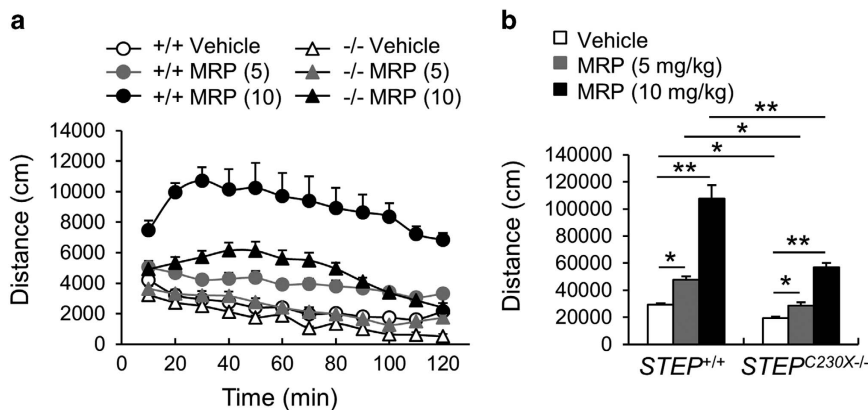 a
+/+ Vehicle
-/- Vehicle
+/+ MRP (5)
-/- MRP (5)
+/+ MRP (10)
-/- MRP (10)
Distance (cm)
14000
12000
10000
8000
6000
4000
2000
0
0 20 40 60 80 100 120
Time (min)
b
Vehicle
MRP (5 mg/kg)
MRP (10 mg/kg)
**
*
*
**
*
**
*
Distance (cm)
140000
120000
100000
80000
60000
40000
20000
0
STEP+/+
STEPC230X-/-